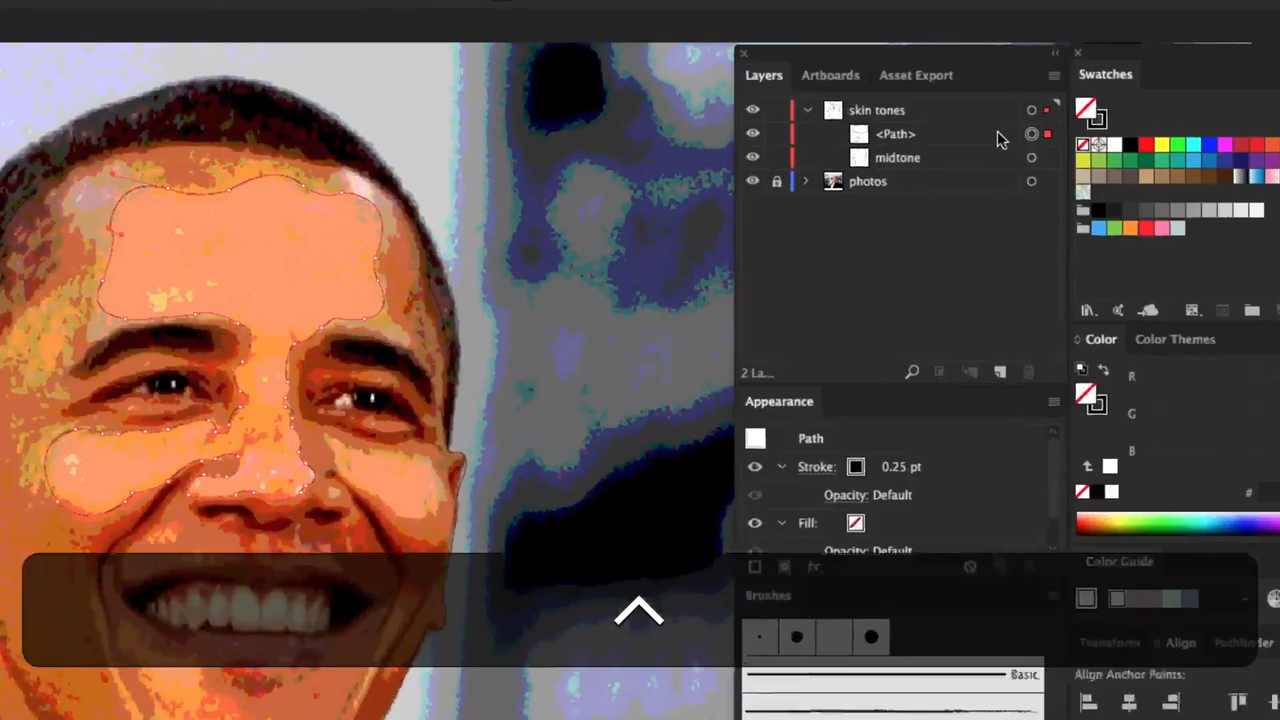 Layers Artboards Asset Export
Swatches
skin tones
<Path>
midtone
photos
2 La...
Color Color Themes
R
G
B
#
Appearance
Path
Stroke: 0.25 pt
Opacity: Default
Fill:
Opacity: Default
fx.
Color Guide
Brushes
Transform Align Pathfinder
Basic
Align Anchor Points: